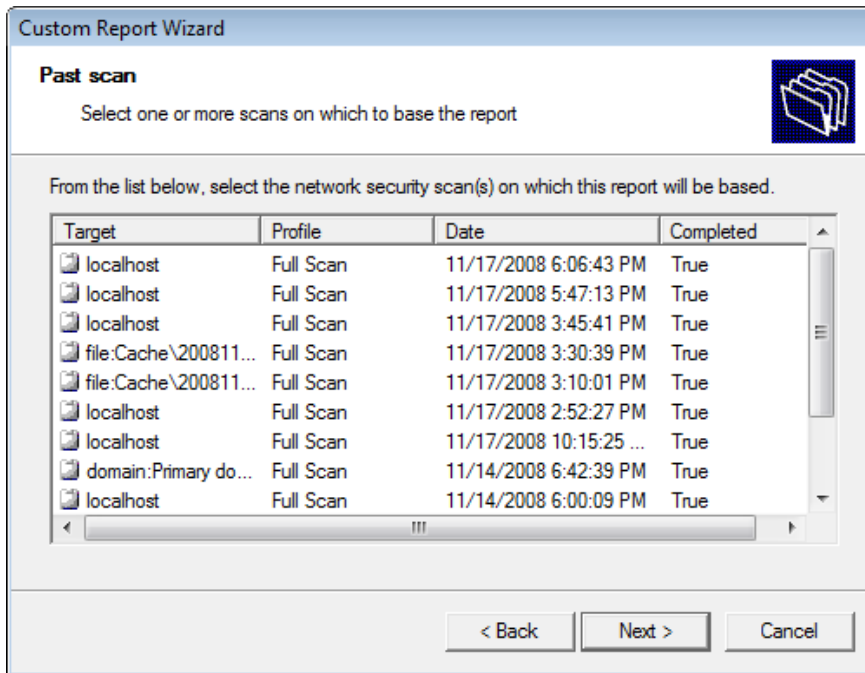 Custom Report Wizard
Past scan
Select one or more scans on which to base the report
From the list below, select the network security scan(s) on which this report will be based.
Target Profile Date Completed
localhost Full Scan 11/17/2008 6:06:43 PM True
localhost Full Scan 11/17/2008 5:47:13 PM True
localhost Full Scan 11/17/2008 3:45:41 PM True
file:Cache\200811... Full Scan 11/17/2008 3:30:39 PM True
file:Cache\200811... Full Scan 11/17/2008 3:10:01 PM True
localhost Full Scan 11/17/2008 2:52:27 PM True
localhost Full Scan 11/17/2008 10:15:25 ... True
domain:Primary do... Full Scan 11/14/2008 6:42:39 PM True
localhost Full Scan 11/14/2008 6:00:09 PM True
< Back Next > Cancel